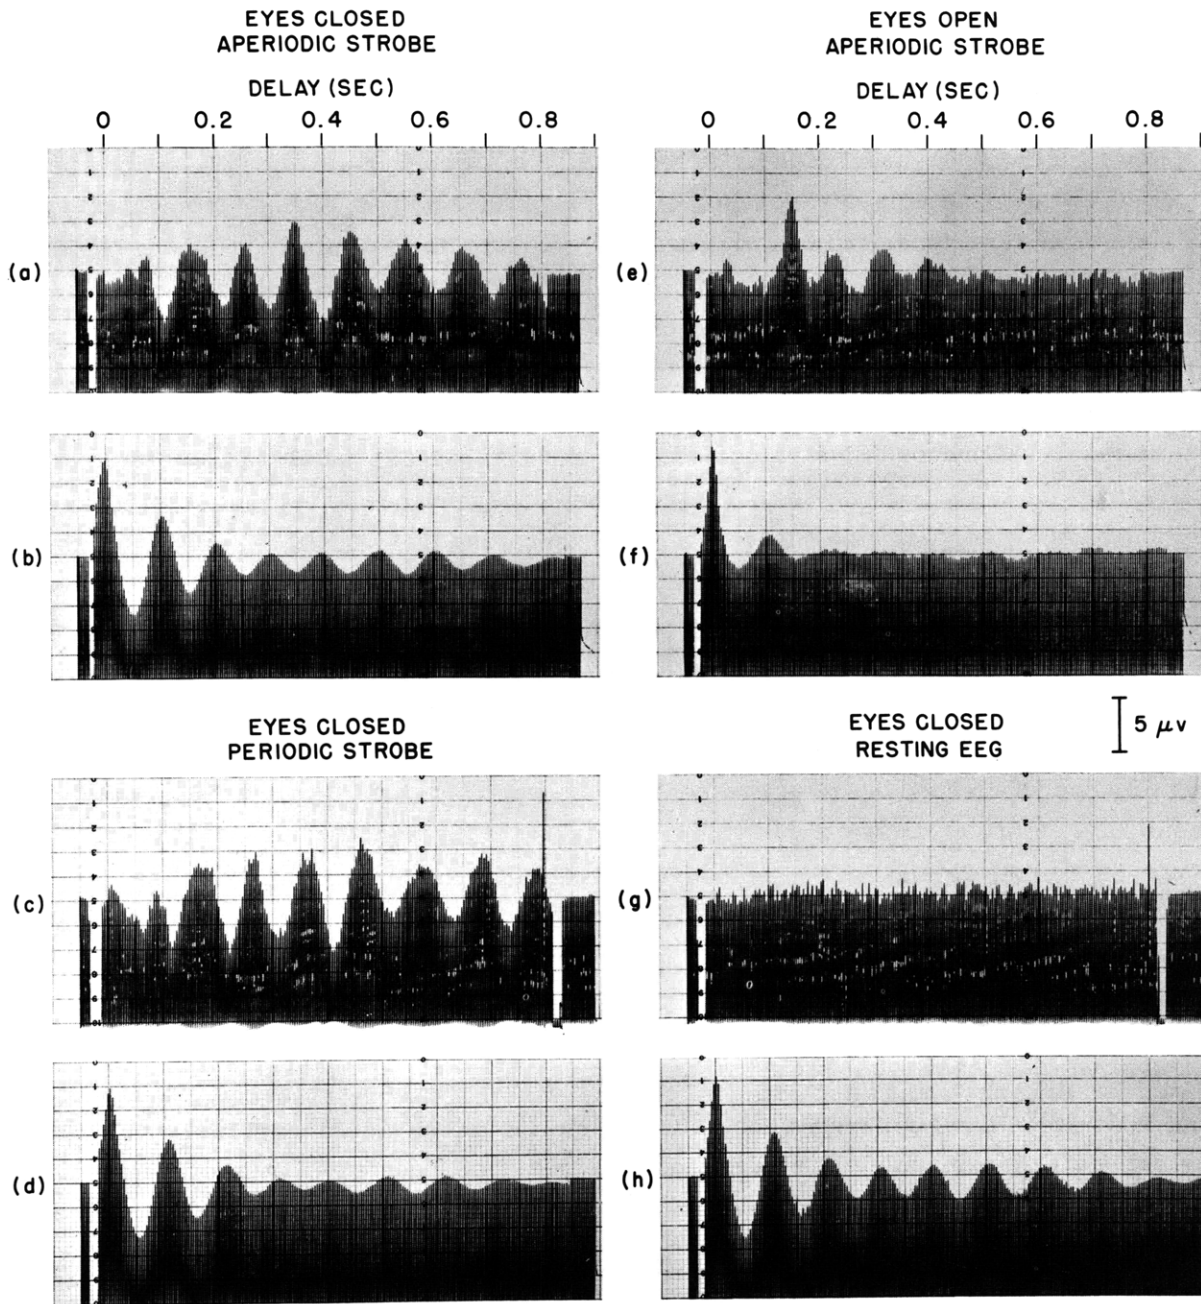 EYES CLOSED
APERIODIC STROBE
DELAY (SEC)
0 0.2 0.4 0.6 0.8
(a)
(b)
EYES OPEN
APERIODIC STROBE
DELAY (SEC)
0 0.2 0.4 0.6 0.8
(e)
(f)
5 μv
EYES CLOSED
PERIODIC STROBE
(c)
(d)
EYES CLOSED
RESTING EEG
(g)
(h)